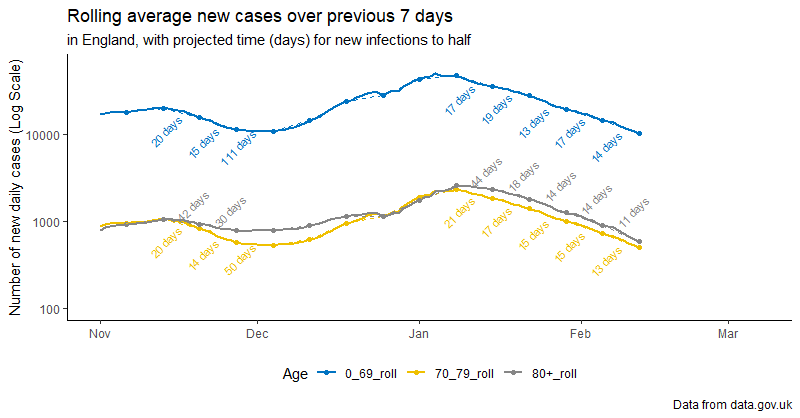 Rolling average new cases over previous 7 days
in England, with projected time (days) for new infections to half
Number of new daily cases (Log Scale)
10000
1000
100
20 days
15 days
111 days
17 days
19 days
13 days
17 days
14 days
42 days
30 days
44 days
18 days
14 days
14 days
11 days
20 days
14 days
50 days
21 days
17 days
15 days
15 days
13 days
Nov
Dec
Jan
Feb
Mar
Age
0_69_roll
70_79_roll
80+_roll
Data from data.gov.uk